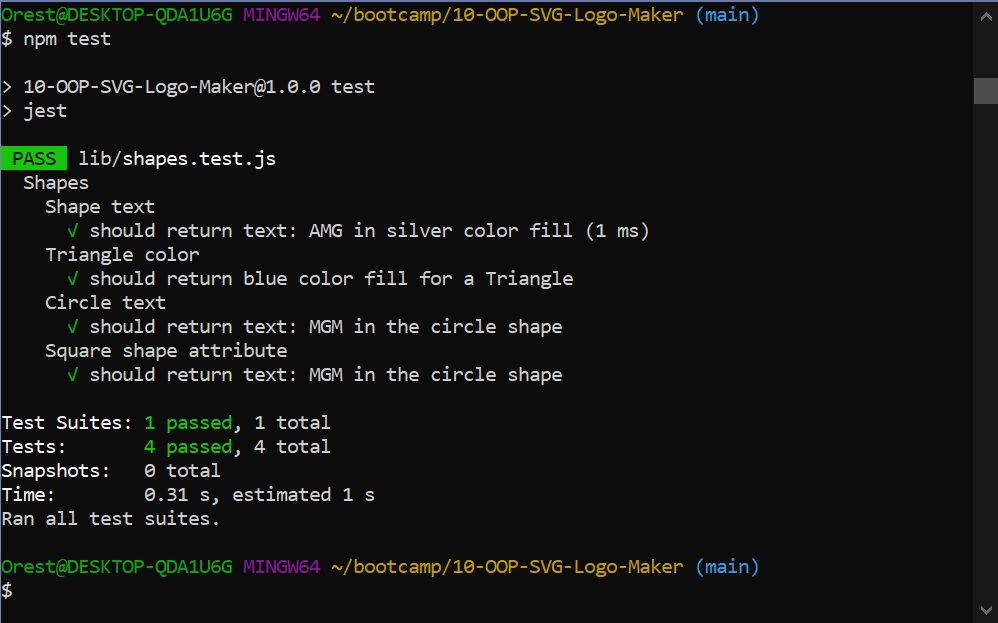 Orest@DESKTOP-QDA1U6G MINGW64 ~/bootcamp/10-OOP-SVG-Logo-Maker (main)
$ npm test
> 10-OOP-SVG-Logo-Maker@1.0.0 test
> jest
PASS lib/shapes.test.js
Shapes
Shape text
√ should return text: AMG in silver color fill (1 ms)
Triangle color
√ should return blue color fill for a Triangle
Circle text
√ should return text: MGM in the circle shape
Square shape attribute
√ should return text: MGM in the circle shape
Test Suites: 1 passed, 1 total
Tests: 4 passed, 4 total
Snapshots: 0 total
Time: 0.31 s, estimated 1 s
Ran all test suites.
Orest@DESKTOP-QDA1U6G MINGW64 ~/bootcamp/10-OOP-SVG-Logo-Maker (main)
$